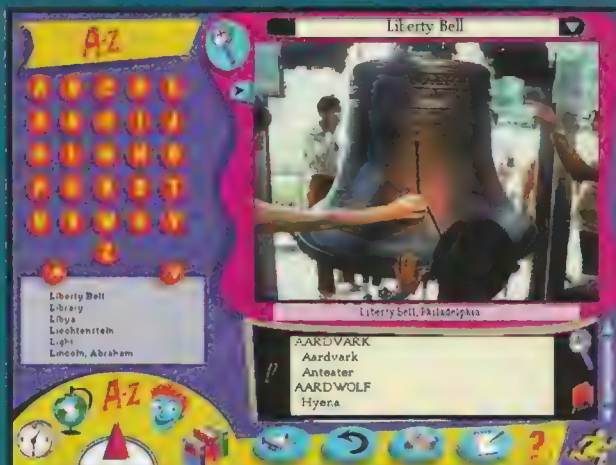 A-Z
Liberty Bell
Liberty Bell, Philadelphia
Liberty Bell
Library
Libya
Liechtenstein
Light
Lincoln, Abraham
AARDVARK
Aardvark
Anteater
AARDWOLF
Hyena
A-Z
?